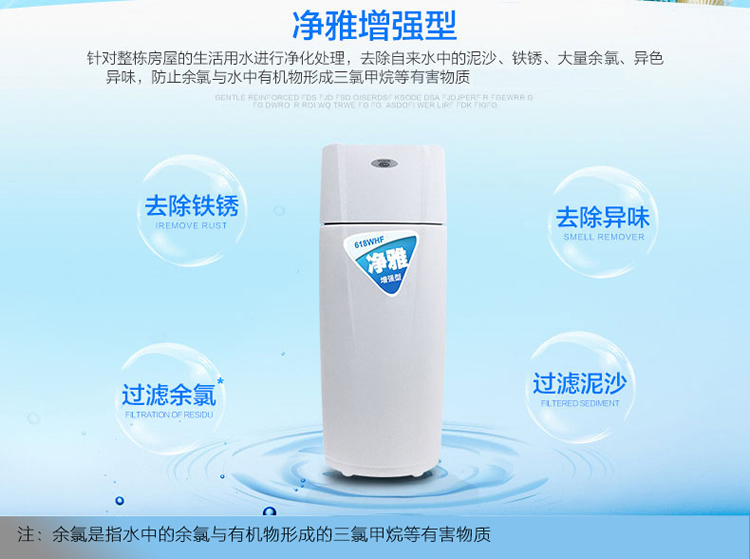 净雅增强型
针对整栋房屋的生活用水进行净化处理，去除自来水中的泥沙、铁锈、大量余氯、异色
异味，防止余氯与水中有机物形成三氯甲烷等有害物质
GENTLE REINFORCED FDS FJD FSD
去除铁锈
IREMOVE RUST
去除异味
SMELL REMOVER
618WHF
净雅
增强型
过滤余氯*
FILTRATION OF RESIDU
过滤泥沙
FILTERED SEDIMENT
注：余氯是指水中的余氯与有机物形成的三氯甲烷等有害物质